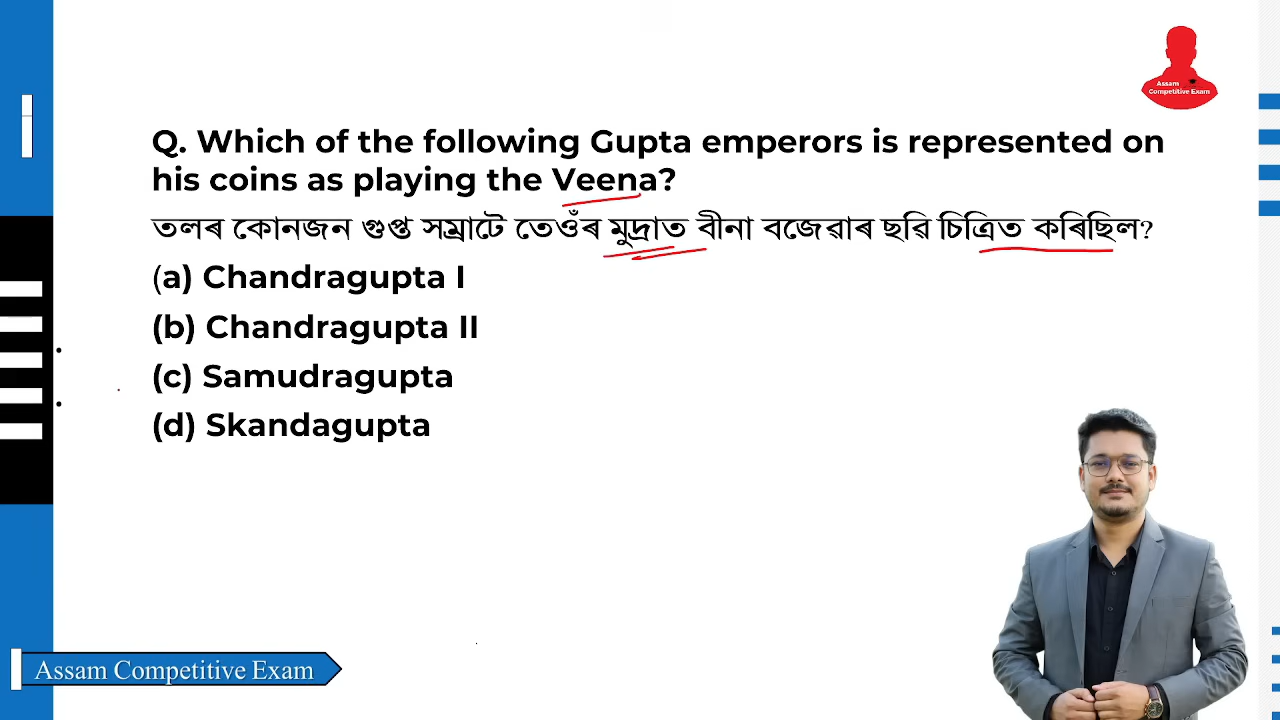 Assam
Competitive Exam
Q. Which of the following Gupta emperors is represented on
his coins as playing the Veena?
তলৰ কোনজন গুপ্ত সম্ৰাটে তেওঁৰ মুদ্ৰাত বীনা বজেৱাৰ ছৱি চিত্ৰিত কৰিছিল?
(a) Chandragupta I
(b) Chandragupta II
(c) Samudragupta
(d) Skandagupta
Assam Competitive Exam